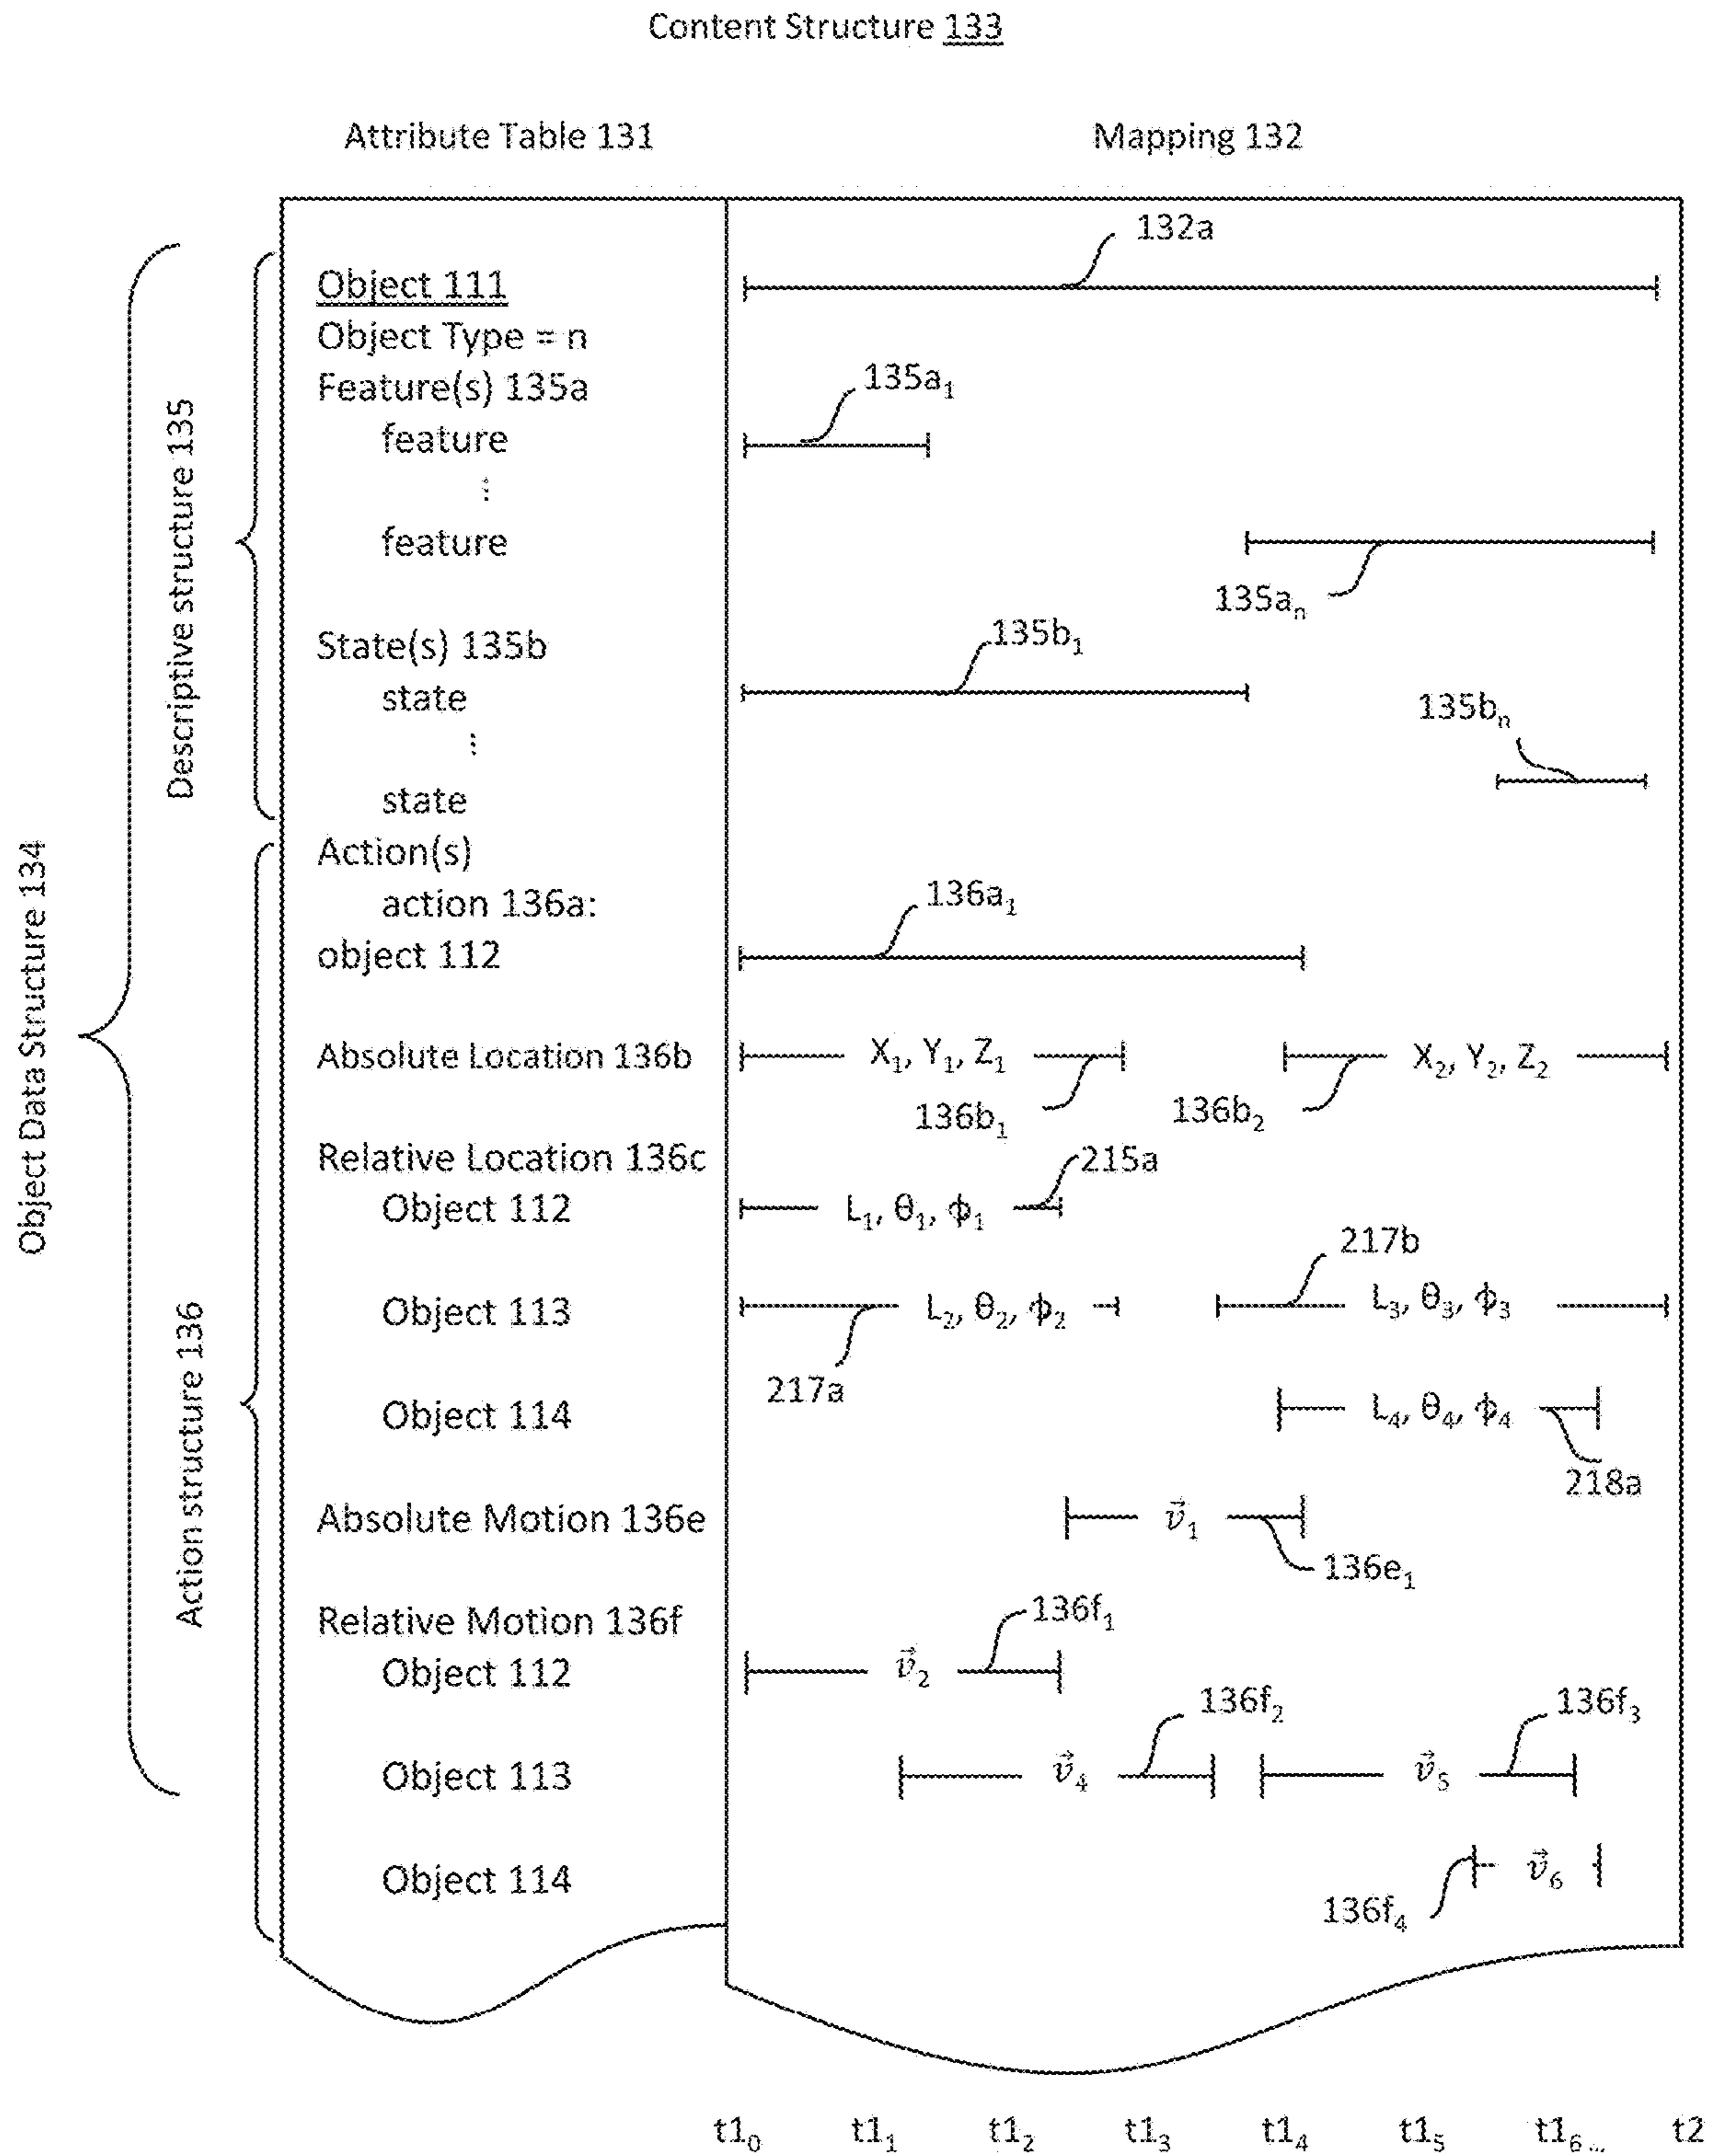 Content Structure 133
Attribute Table 131
Mapping 132
132a
Object 111
Object Type = n
Feature(s) 135a
135a₁
feature
⋮
feature
135aₙ
State(s) 135b
135b₁
state
⋮
135bₙ
state
Action(s)
action 136a:
136a₁
object 112
Absolute Location 136b
X₁, Y₁, Z₁
X₂, Y₂, Z₂
136b₁
136b₂
Relative Location 136c
215a
Object 112
L₁, θ₁, ϕ₁
217b
Object 113
L₂, θ₂, ϕ₂
L₃, θ₃, ϕ₃
217a
Object 114
L₄, θ₄, ϕ₄
218a
Absolute Motion 136e
v⃗₁
136e₁
Relative Motion 136f
136f₁
Object 112
v⃗₂
136f₂
136f₃
Object 113
v⃗₄
v⃗₅
Object 114
v⃗₆
136f₄
t1₀ t1₁ t1₂ t1₃ t1₄ t1₅ t1₆ ... t2
Object Data Structure 134
Descriptive structure 135
Action structure 136